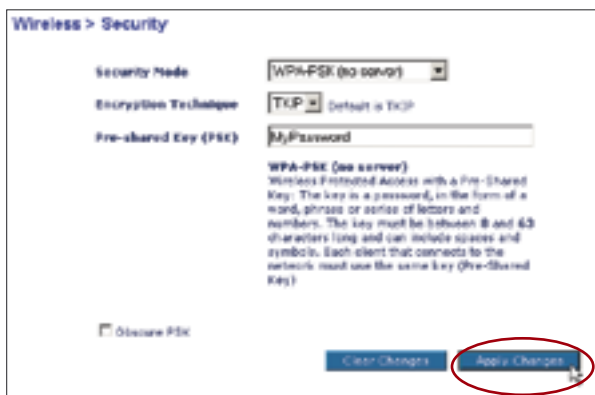 Wireless > Security
Security Mode WPA-PSK (no server)
Encryption Technique TKIP Default is TKIP
Pre-shared Key (PSK) MyPassword
WPA-PSK (no server)
Wireless Protected Access with a Pre-Shared
Key: The key is a password, in the form of a
word, phrase or series of letters and
numbers. The key must be between 8 and 63
characters long and can include spaces and
symbols. Each client that connects to the
network must use the same key (Pre-Shared
Key)
Obscure PSK
Clear Changes Apply Changes